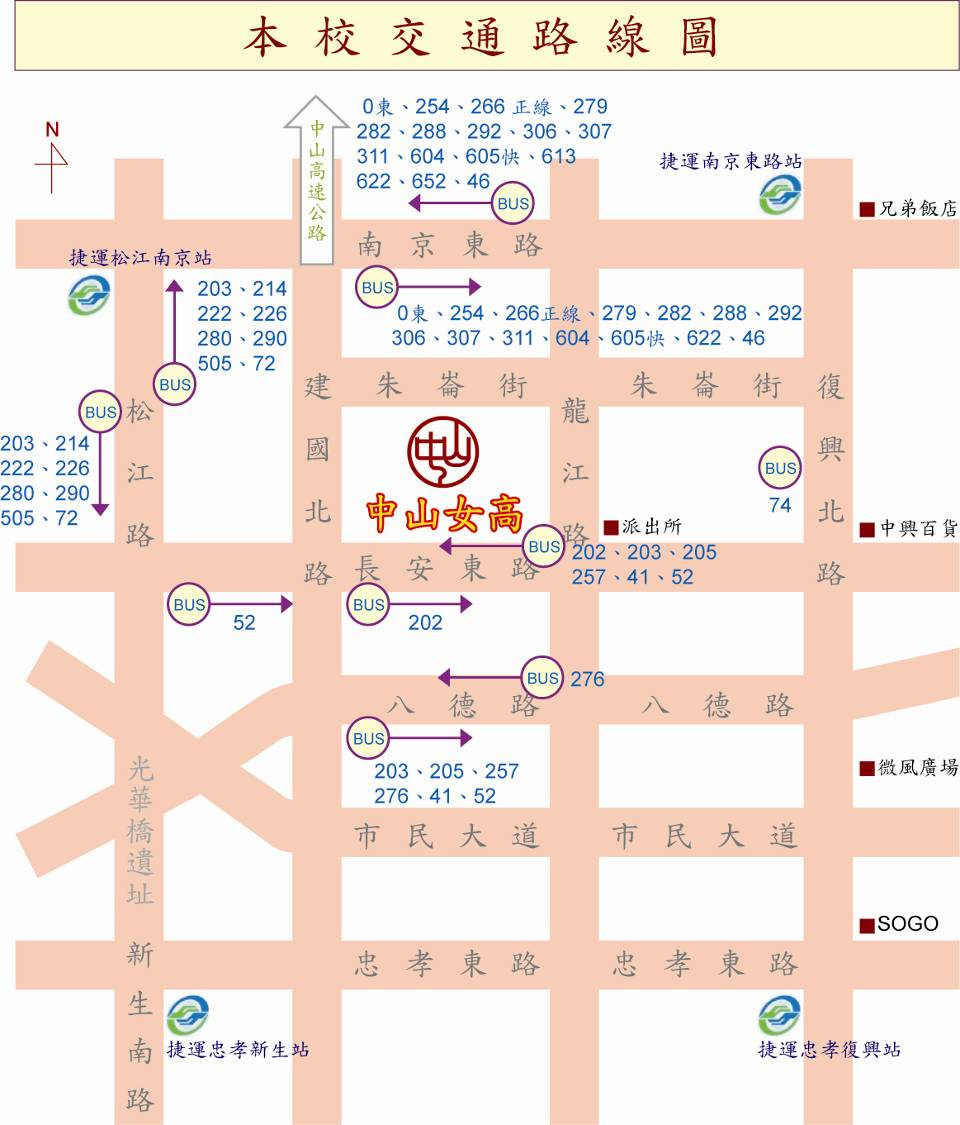 本校交通路線圖
N
中山高速公路
0東、254、266 正線、279
282、288、292、306、307
311、604、605快、613
622、652、46
BUS
捷運南京東路站
兄弟飯店
南京東路
捷運松江南京站
BUS
0東、254、266正線、279、282、288、292
306、307、311、604、605快、622、46
203、214
222、226
280、290
505、72
BUS
BUS
203、214
222、226
280、290
505、72
松江路
建國北路
朱崙街
朱崙街
龍江路
復興北路
中山
中山女高
BUS
74
派出所
中興百貨
BUS
202、203、205
257、41、52
長安東路
BUS
52
BUS
202
BUS
276
八德路
八德路
BUS
203、205、257
276、41、52
微風廣場
光華橋遺址
市民大道
市民大道
SOGO
忠孝東路
忠孝東路
新生南路
捷運忠孝新生站
捷運忠孝復興站